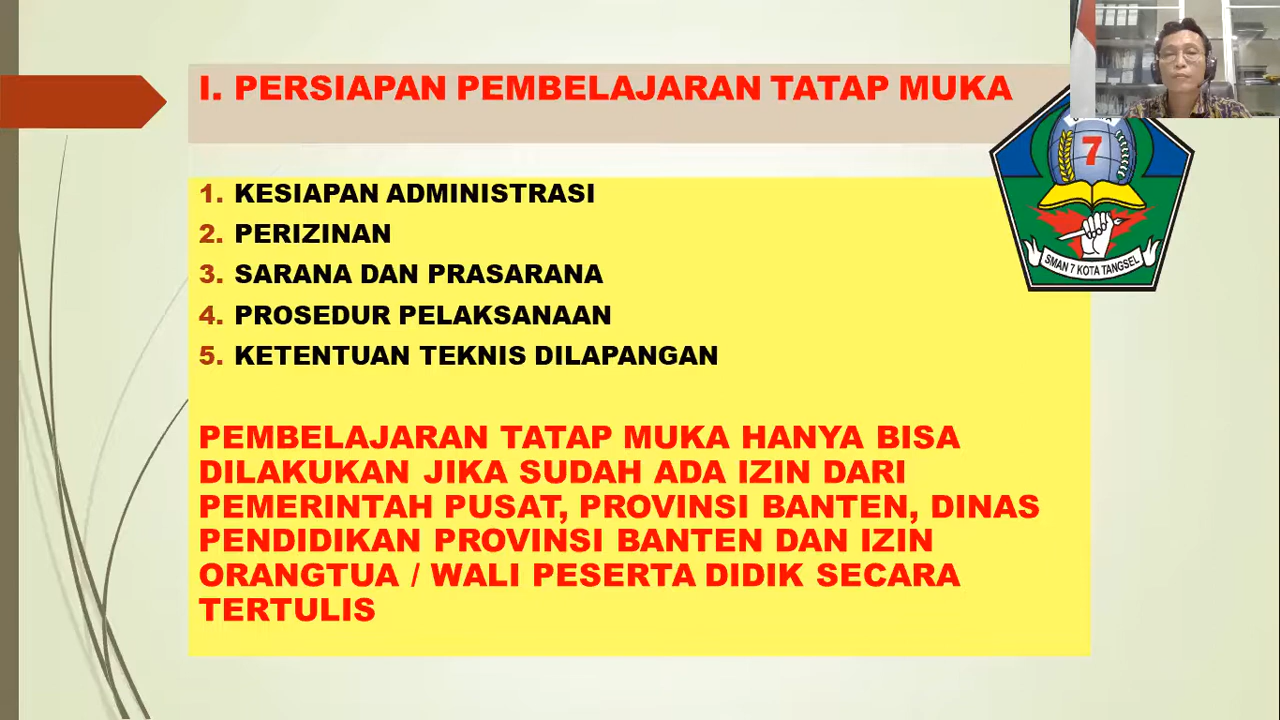 I. PERSIAPAN PEMBELAJARAN TATAP MUKA
7
SMAN 7 KOTA TANGSEL
1. KESIAPAN ADMINISTRASI
2. PERIZINAN
3. SARANA DAN PRASARANA
4. PROSEDUR PELAKSANAAN
5. KETENTUAN TEKNIS DILAPANGAN
PEMBELAJARAN TATAP MUKA HANYA BISA
DILAKUKAN JIKA SUDAH ADA IZIN DARI
PEMERINTAH PUSAT, PROVINSI BANTEN, DINAS
PENDIDIKAN PROVINSI BANTEN DAN IZIN
ORANGTUA / WALI PESERTA DIDIK SECARA
TERTULIS